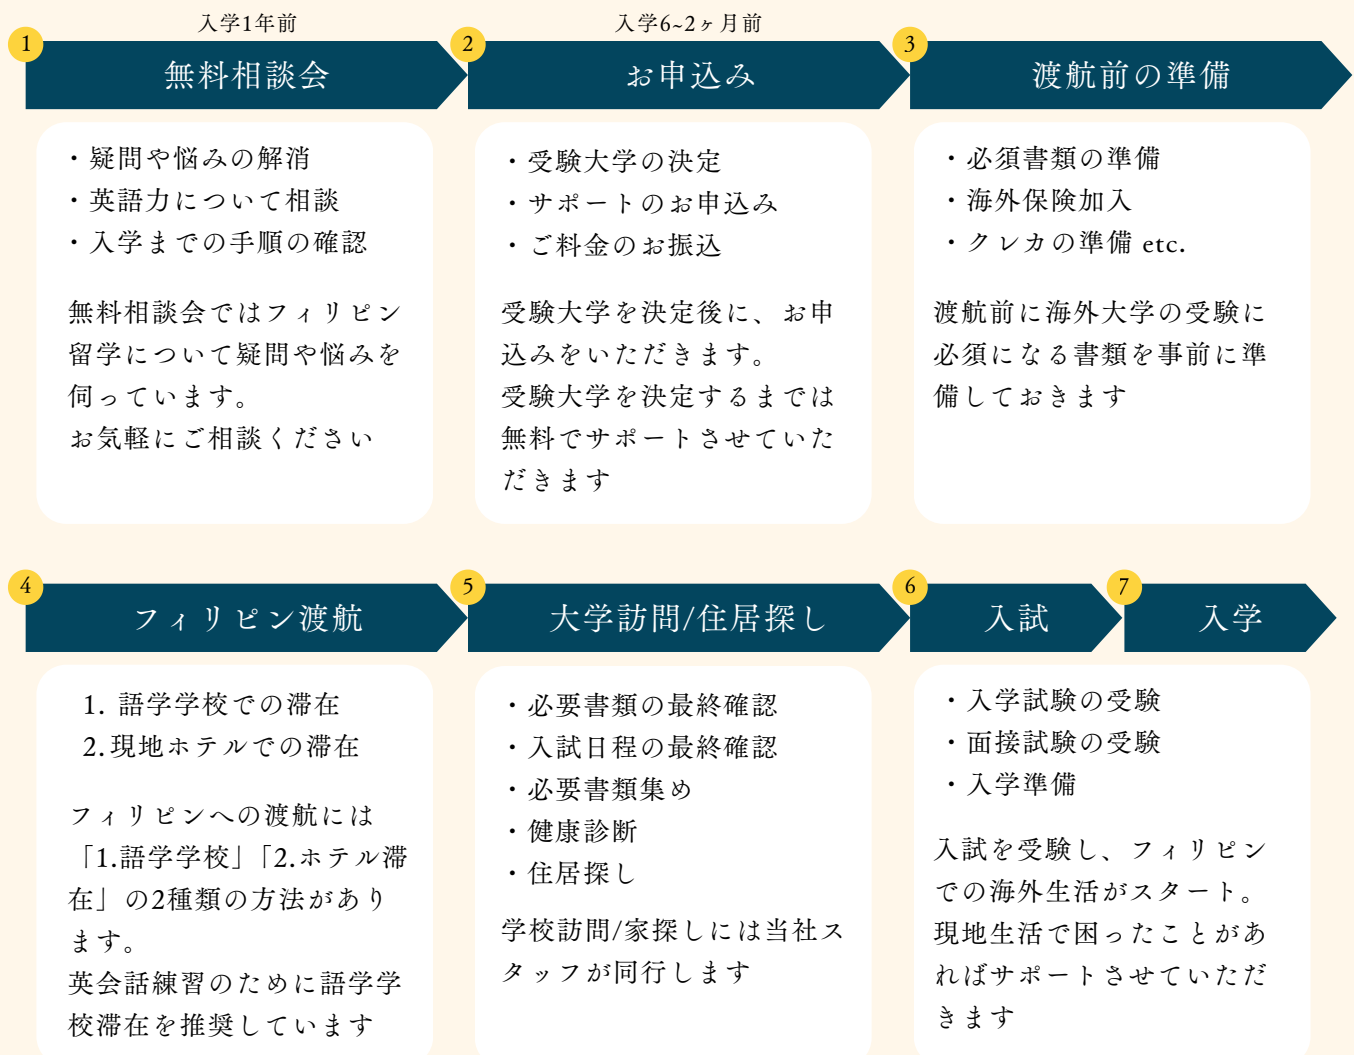 入学1年前
入学6~2ヶ月前
1
無料相談会
2
お申込み
3
渡航前の準備
・疑問や悩みの解消
・英語力について相談
・入学までの手順の確認
無料相談会ではフィリピン
留学について疑問や悩みを
伺っています。
お気軽にご相談ください
・受験大学の決定
・サポートのお申込み
・ご料金のお振込
受験大学を決定後に、お申
込みをいただきます。
受験大学を決定するまでは
無料でサポートさせていた
だきます
・必須書類の準備
・海外保険加入
・クレカの準備 etc.
渡航前に海外大学の受験に
必須になる書類を事前に準
備しておきます
4
フィリピン渡航
5
大学訪問/住居探し
6
入試
7
入学
1. 語学学校での滞在
2.現地ホテルでの滞在
フィリピンへの渡航には
「1.語学学校」「2.ホテル滞
在」の2種類の方法があり
ます。
英会話練習のために語学学
校滞在を推奨しています
・必要書類の最終確認
・入試日程の最終確認
・必要書類集め
・健康診断
・住居探し
学校訪問/家探しには当社ス
タッフが同行します
・入学試験の受験
・面接試験の受験
・入学準備
入試を受験し、フィリピン
での海外生活がスタート。
現地生活で困ったことがあ
ればサポートさせていただ
きます